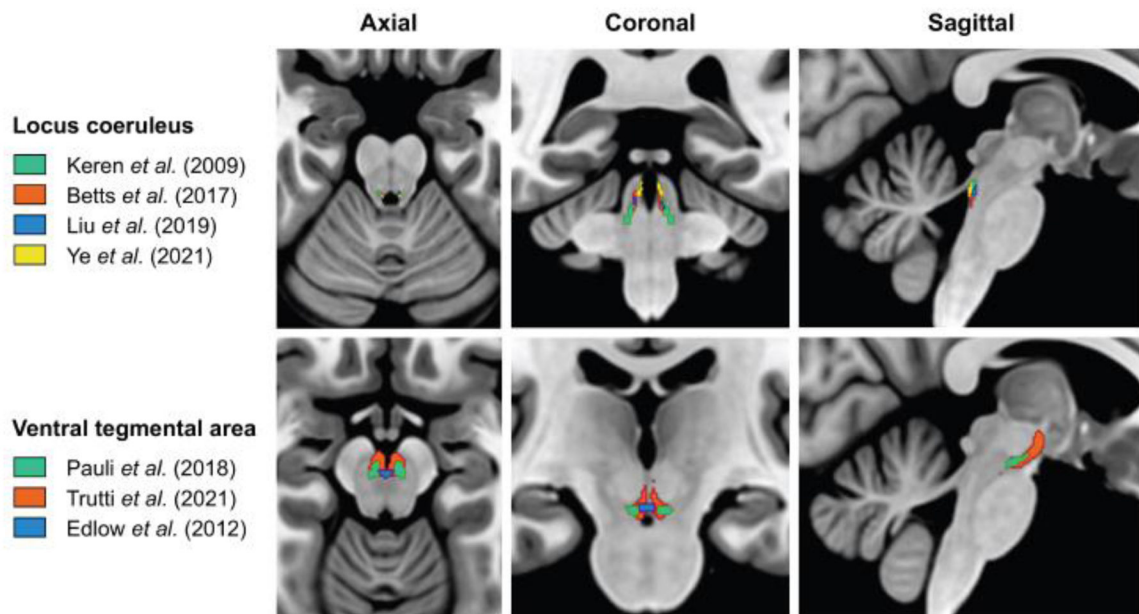 Axial Coronal Sagittal
Locus coeruleus
Keren et al. (2009)
Betts et al. (2017)
Liu et al. (2019)
Ye et al. (2021)
Ventral tegmental area
Pauli et al. (2018)
Trutti et al. (2021)
Edlow et al. (2012)